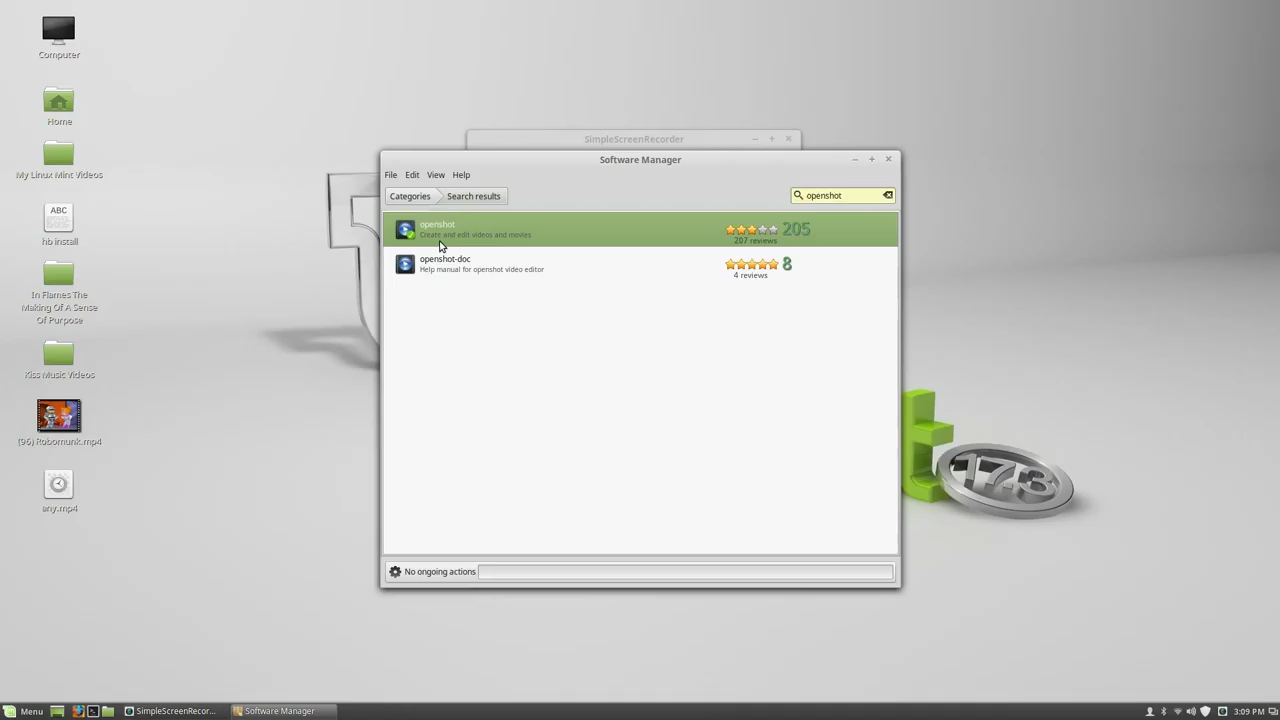 Computer
Home
My Linux Mint Videos
ABC
hb install
In Flames The
Making Of A Sense
Of Purpose
Kiss Music Videos
(96) Robomunk.mp4
any.mp4
SimpleScreenRecorder
Software Manager
File Edit View Help
Categories Search results openshot
openshot 205
Create and edit videos and movies
207 reviews
openshot-doc 8
Help manual for openshot video editor
4 reviews
No ongoing actions
17.3
Menu SimpleScreenRecor... Software Manager 3:09 PM